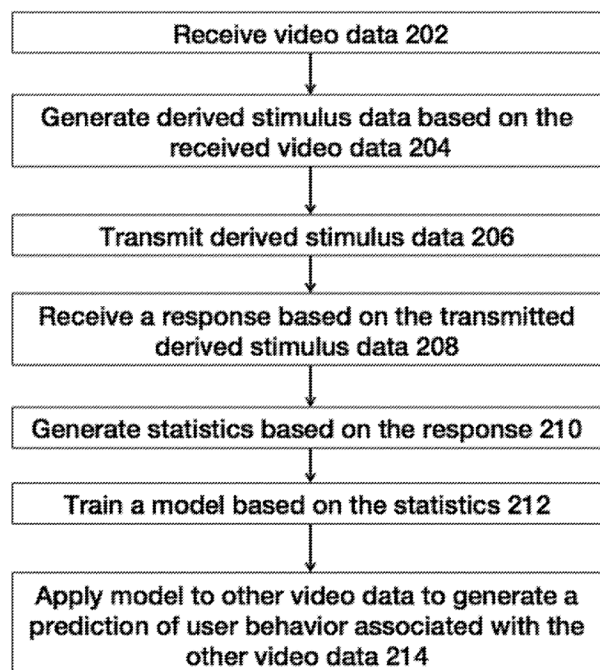 Receive video data 202
Generate derived stimulus data based on the
received video data 204
Transmit derived stimulus data 206
Receive a response based on the transmitted
derived stimulus data 208
Generate statistics based on the response 210
Train a model based on the statistics 212
Apply model to other video data to generate a
prediction of user behavior associated with the
other video data 214